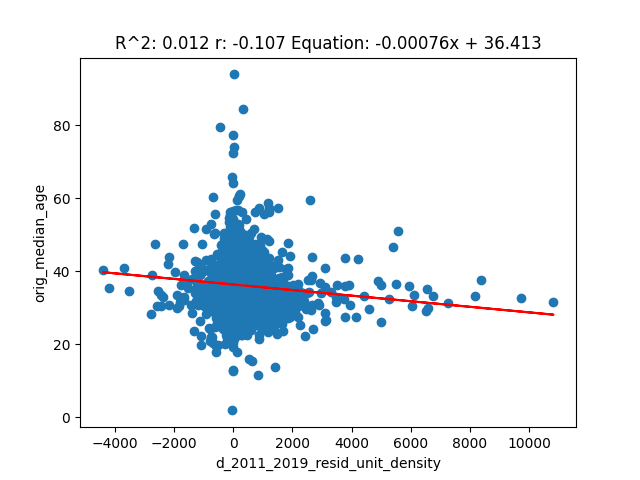 R^2: 0.012 r: -0.107 Equation: -0.00076x + 36.413
orig_median_age
80
60
40
20
0
−4000 −2000 0 2000 4000 6000 8000 10000
d_2011_2019_resid_unit_density